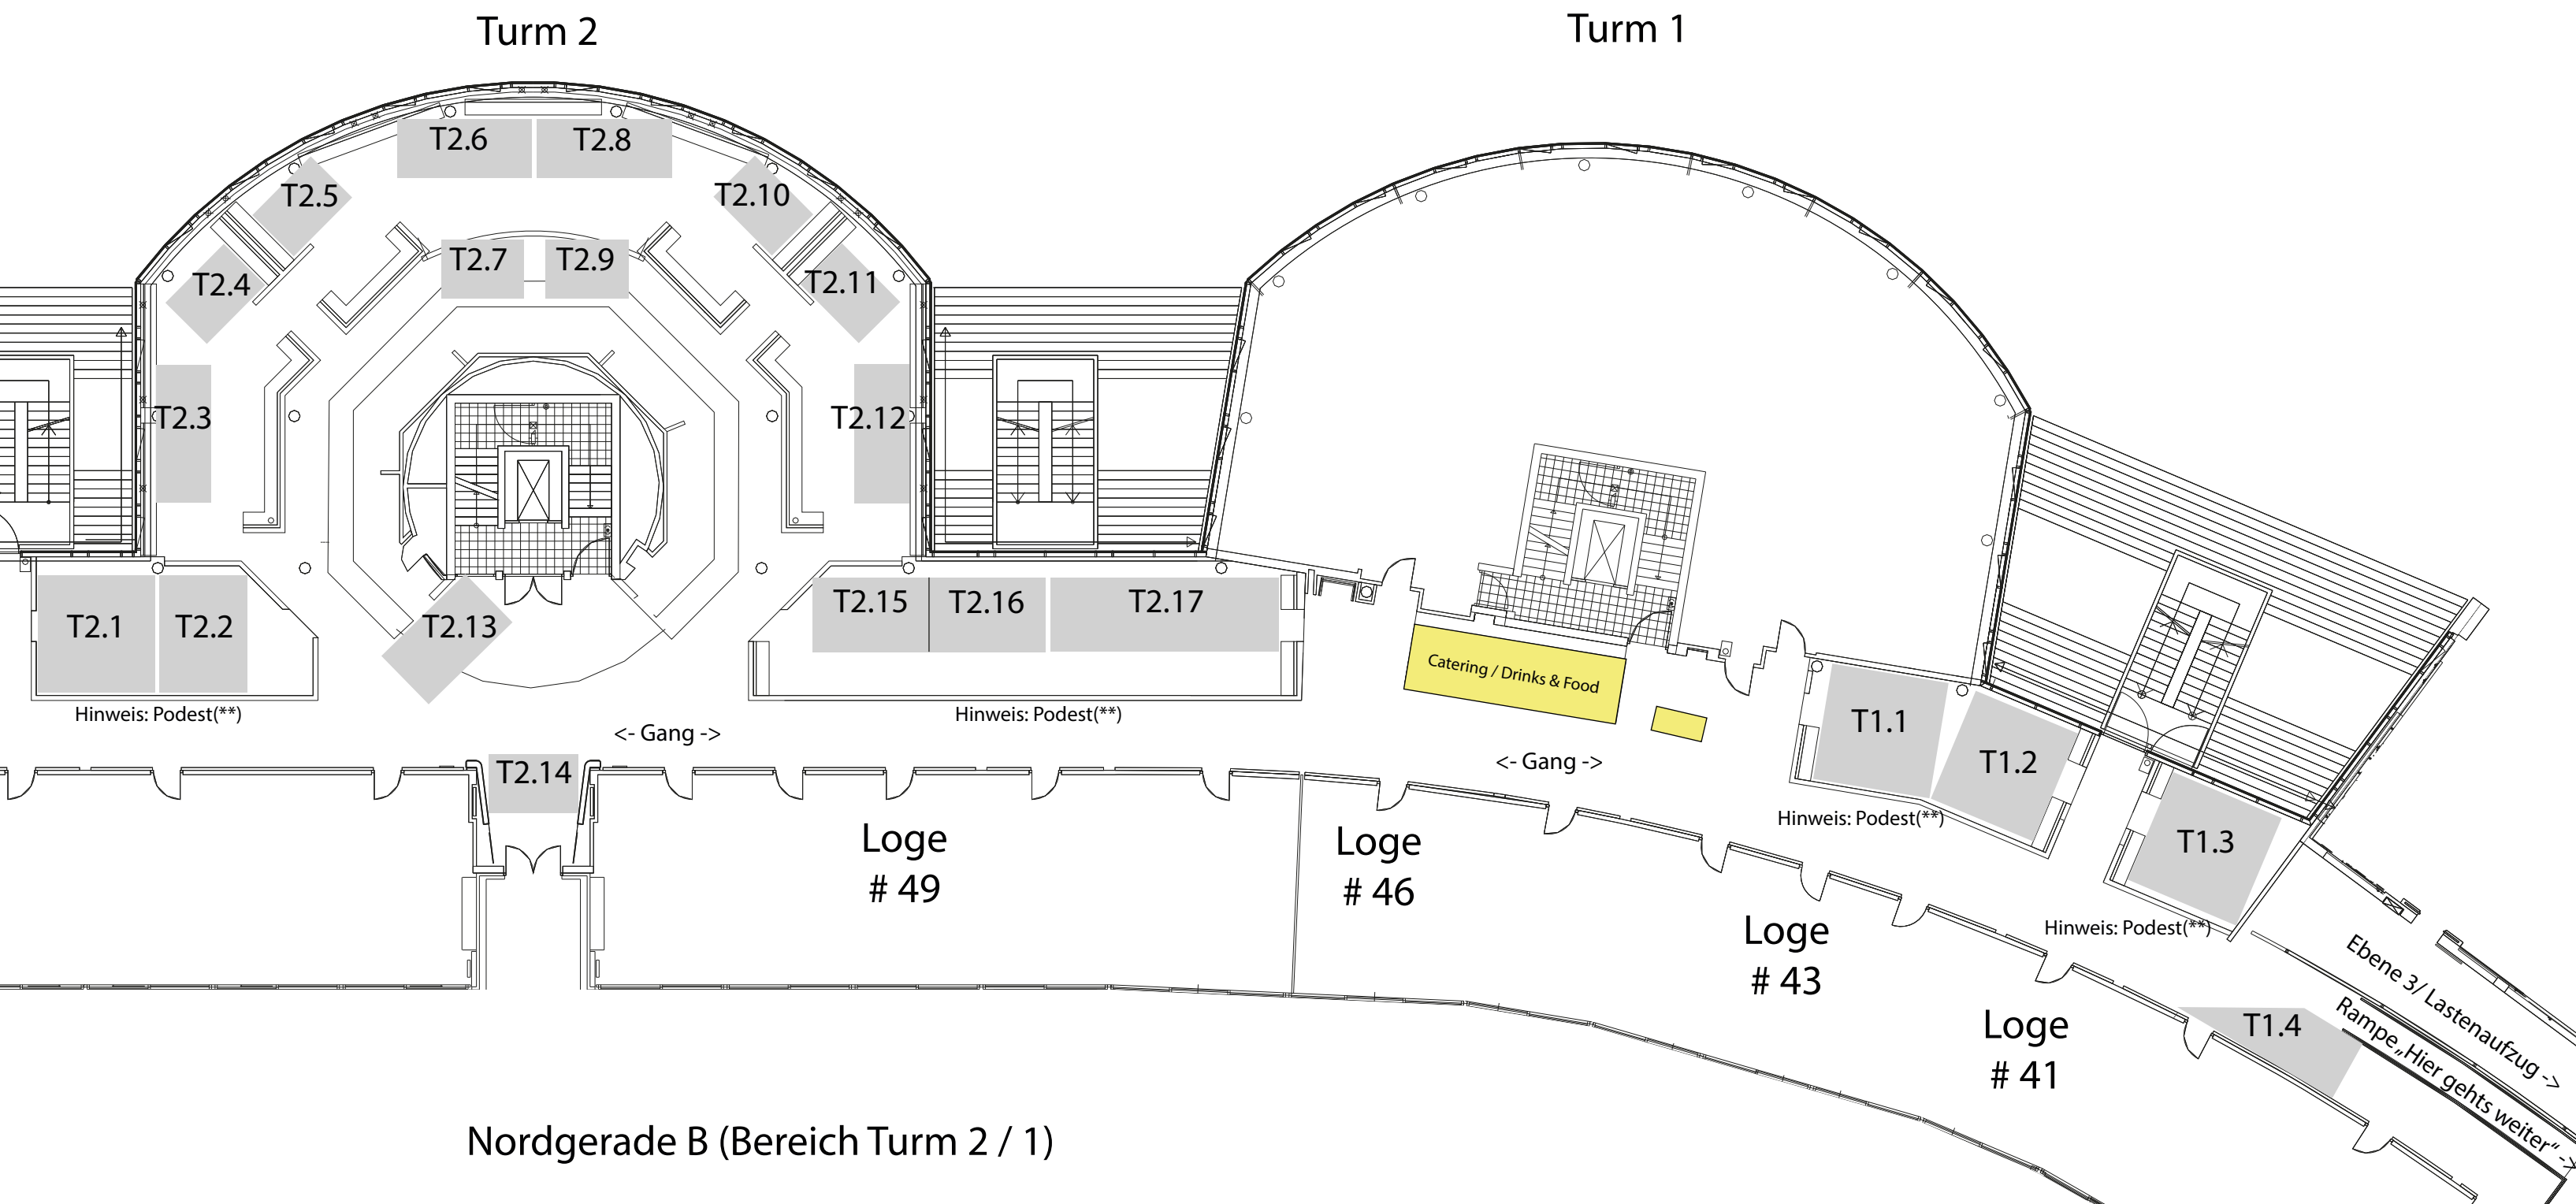 Turm 2
Turm 1
T2.6
T2.8
T2.5
T2.10
T2.7
T2.9
T2.4
T2.11
T2.3
T2.12
T2.1
T2.2
T2.13
T2.15
T2.16
T2.17
Catering / Drinks & Food
T1.1
T1.2
T1.3
Hinweis: Podest(**)
Hinweis: Podest(**)
<- Gang ->
<- Gang ->
T2.14
Hinweis: Podest(**)
Hinweis: Podest(**)
Loge
# 49
Loge
# 46
Loge
# 43
Loge
# 41
T1.4
Ebene 3/ Lastenaufzug ->
Rampe„Hier gehts weiter“ ->
Nordgerade B (Bereich Turm 2 / 1)